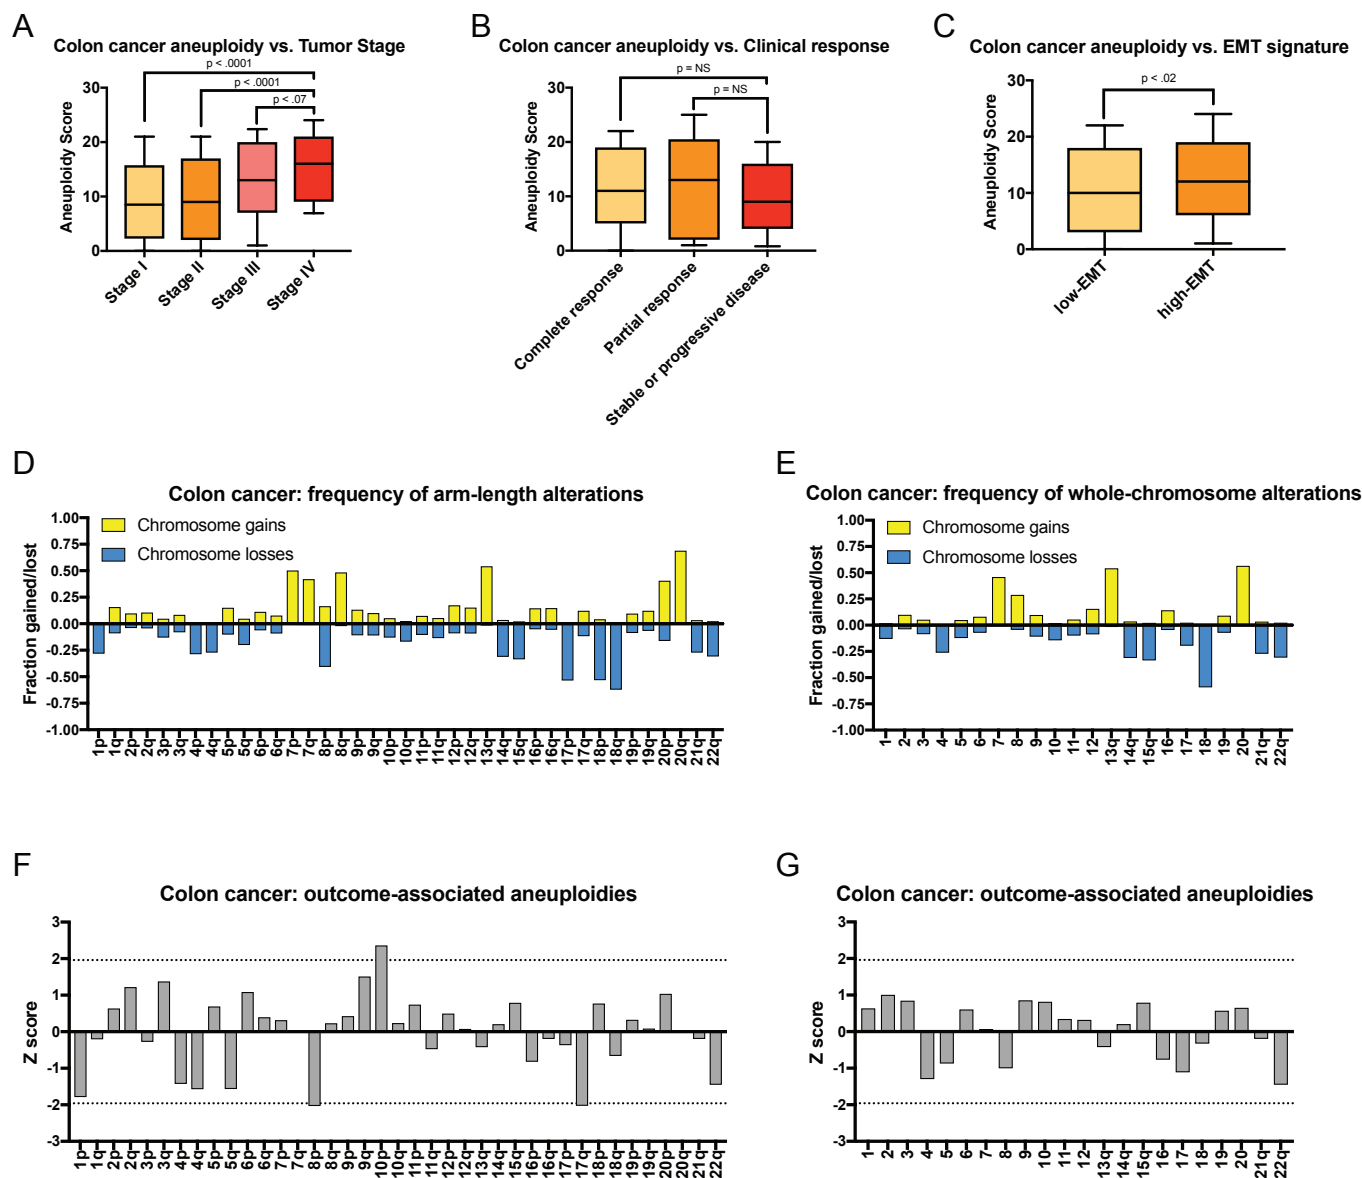 A
Colon cancer aneuploidy vs. Tumor Stage
p < .0001
p < .0001
p < .07
Aneuploidy Score
30
20
10
0
Stage I
Stage II
Stage III
Stage IV
B
Colon cancer aneuploidy vs. Clinical response
p = NS
p = NS
Aneuploidy Score
30
20
10
0
Complete response
Partial response
Stable or progressive disease
C
Colon cancer aneuploidy vs. EMT signature
p < .02
Aneuploidy Score
30
20
10
0
low-EMT
high-EMT
D
Colon cancer: frequency of arm-length alterations
Chromosome gains
Chromosome losses
Fraction gained/lost
1.00
0.75
0.50
0.25
0.00
-0.25
-0.50
-0.75
-1.00
1p 1q 2p 2q 3p 3q 4p 4q 5p 5q 6p 6q 7p 7q 8p 8q 9p 9q 10p 10q 11p 11q 12p 12q 13q 14q 15q 16p 16q 17p 17q 18p 18q 19p 19q 20p 20q 21q 22q
E
Colon cancer: frequency of whole-chromosome alterations
Chromosome gains
Chromosome losses
Fraction gained/lost
1.00
0.75
0.50
0.25
0.00
-0.25
-0.50
-0.75
-1.00
1 2 3 4 5 6 7 8 9 10 11 12 13q 14q 15q 16 17 18 19 20 21q 22q
F
Colon cancer: outcome-associated aneuploidies
Z score
3
2
1
0
-1
-2
-3
1p 1q 2p 2q 3p 3q 4p 4q 5p 5q 6p 6q 7p 7q 8p 8q 9p 9q 10p 10q 11p 11q 12p 12q 13q 14q 15q 16p 16q 17p 17q 18p 18q 19p 19q 20p 20q 21q 22q
G
Colon cancer: outcome-associated aneuploidies
Z score
3
2
1
0
-1
-2
-3
1 2 3 4 5 6 7 8 9 10 11 12 13q 14q 15q 16 17 18 19 20 21q 22q